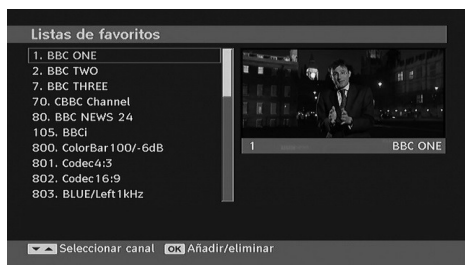 Listas de favoritos
1. BBC ONE
2. BBC TWO
7. BBC THREE
70. CBBC Channel
80. BBC NEWS 24
105. BBCi
800. ColorBar100/-6dB
801. Codec4:3
802. Codec16:9
803. BLUE/Left1kHz
1 BBC ONE
Seleccionar canal OK Añadir/eliminar